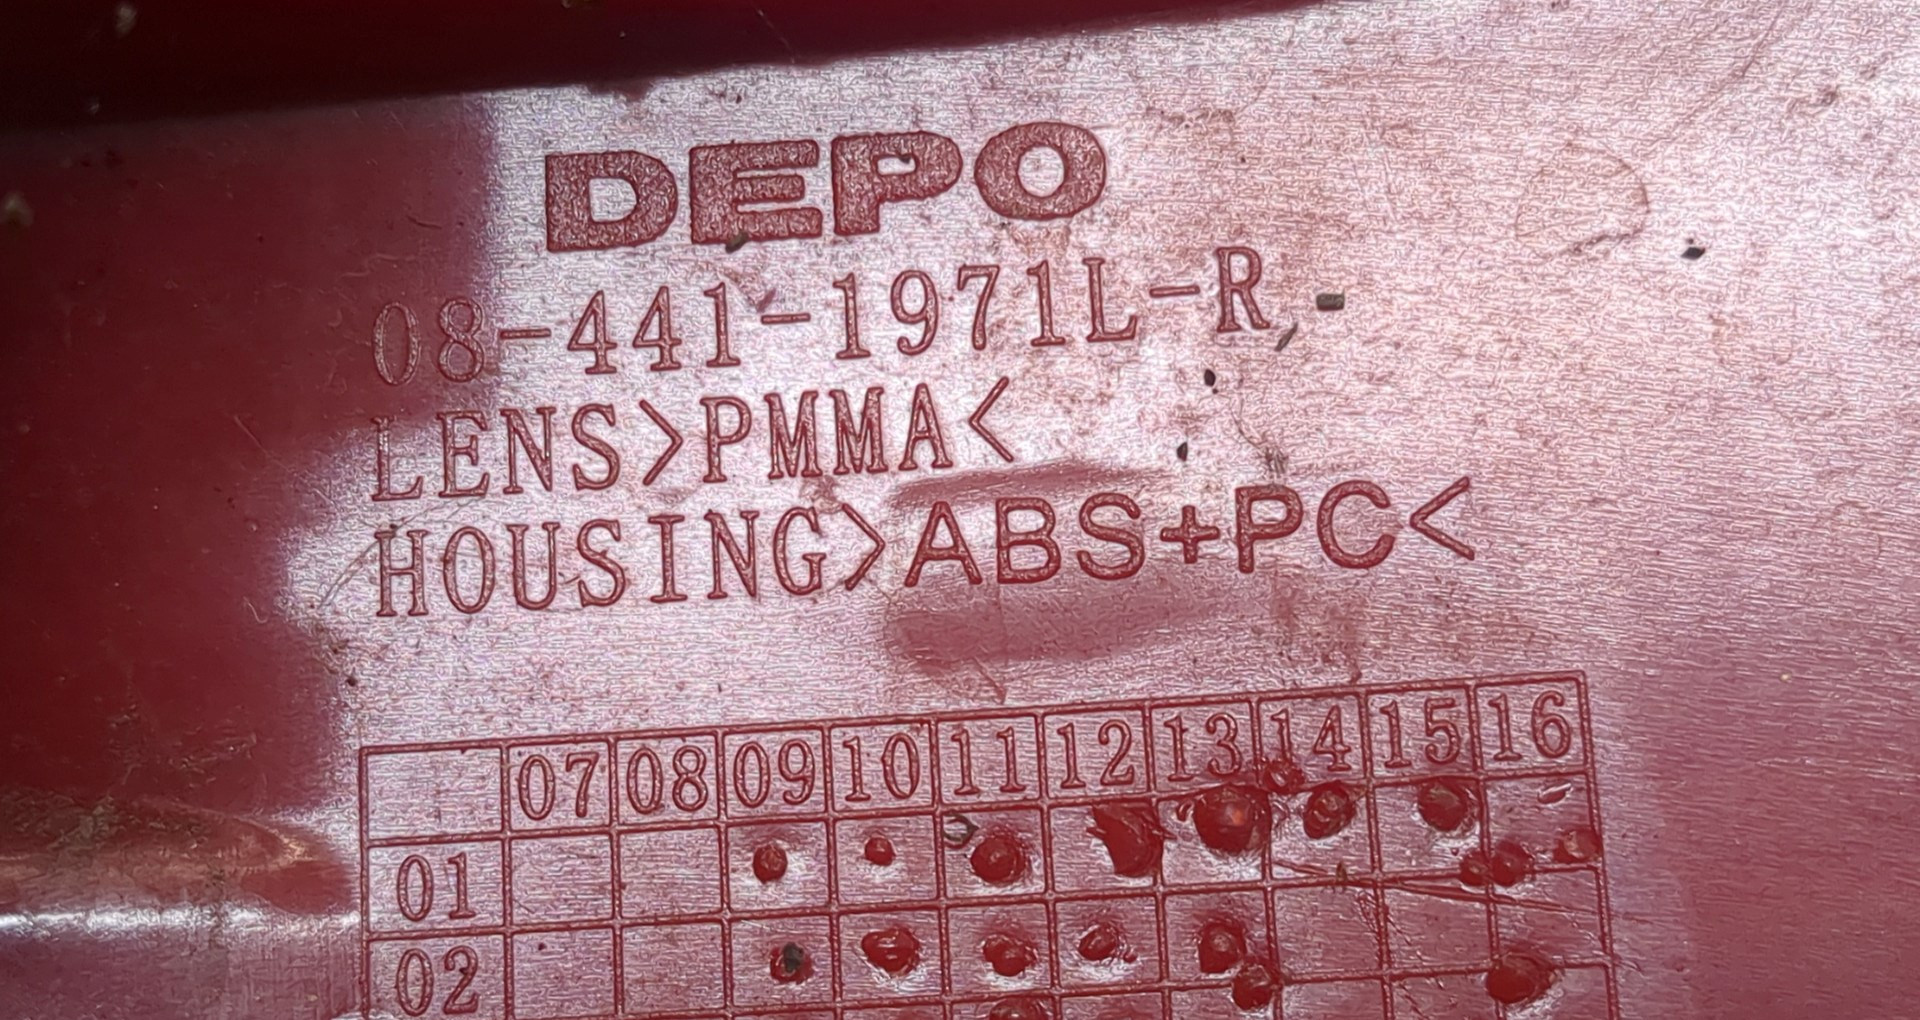 DEPO
08-441-1971L-R
LENS>PMMA<
HOUSING>ABS+PC<
07 08 09 10 11 12 13 14 15 16
01
02